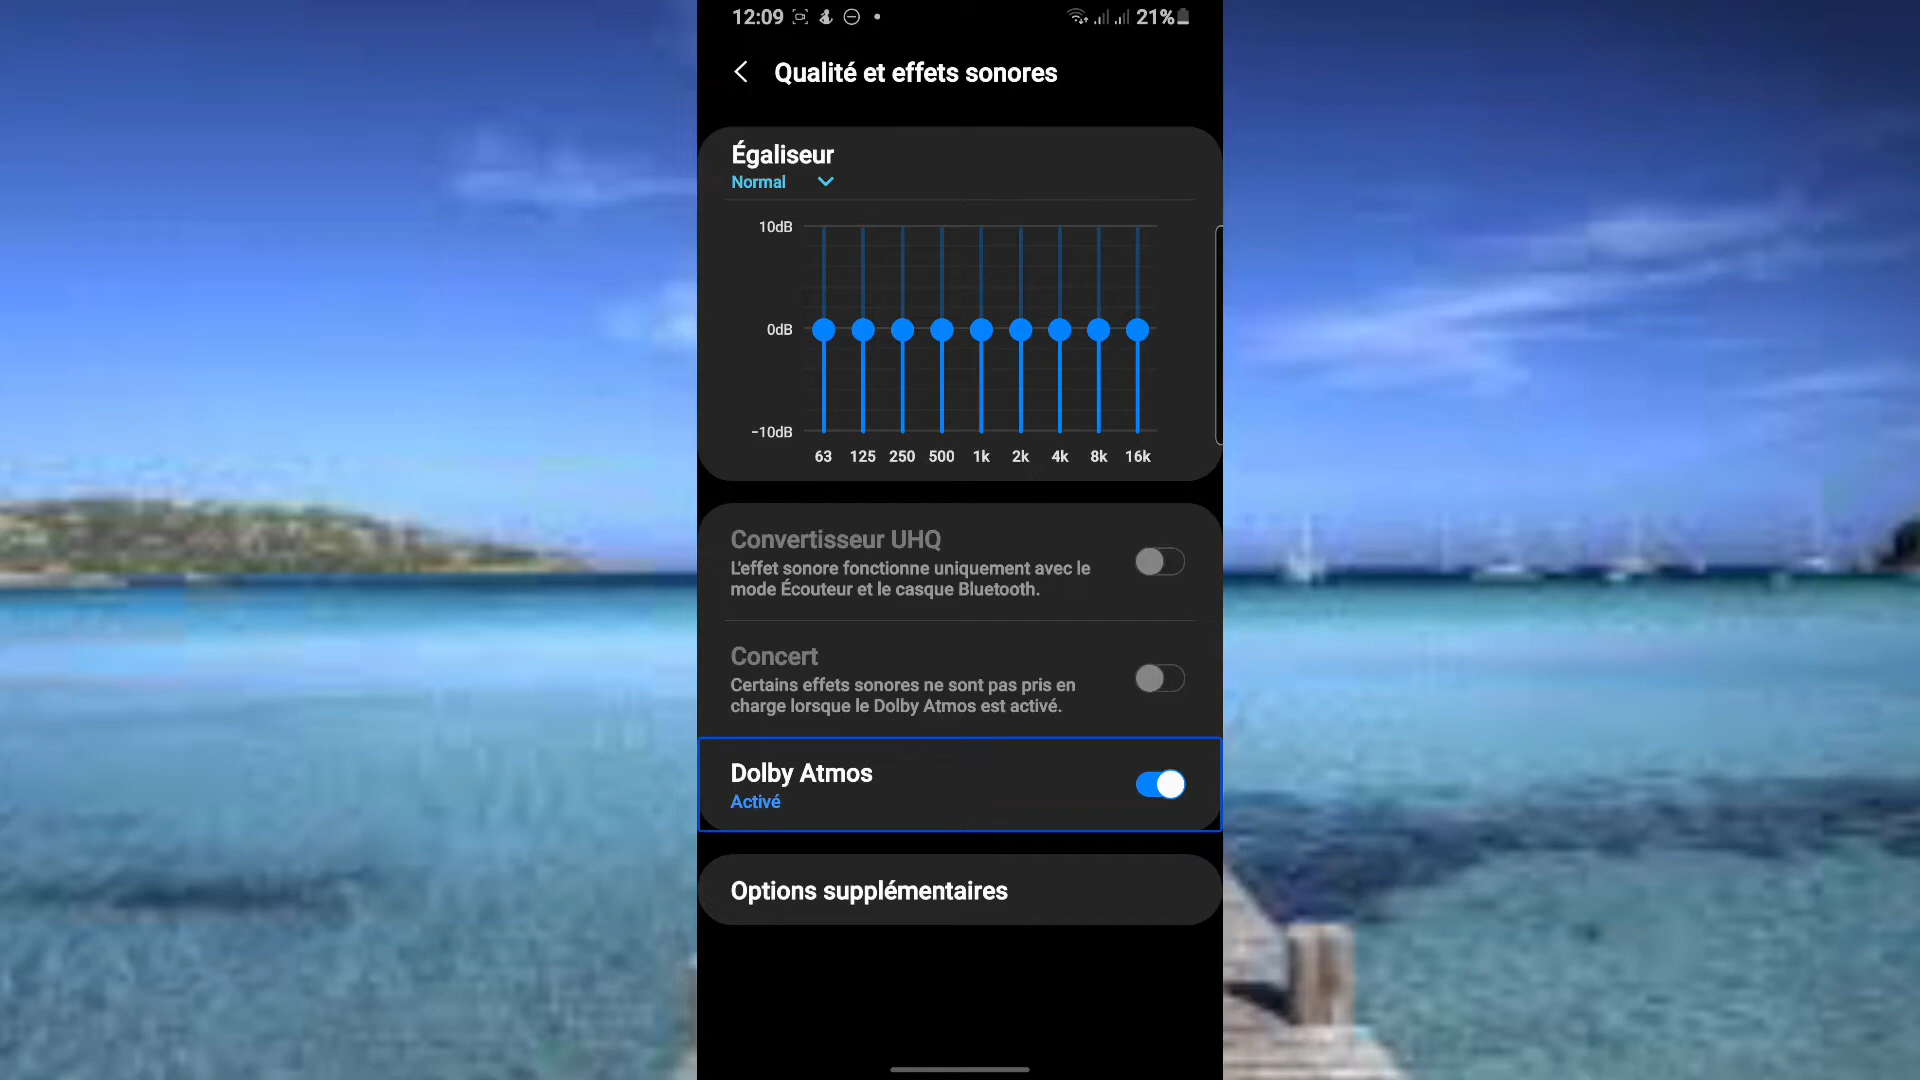 12:09 21%
Qualité et effets sonores
Égaliseur
Normal
10dB
0dB
-10dB
63 125 250 500 1k 2k 4k 8k 16k
Convertisseur UHQ
L'effet sonore fonctionne uniquement avec le
mode Écouteur et le casque Bluetooth.
Concert
Certains effets sonores ne sont pas pris en
charge lorsque le Dolby Atmos est activé.
Dolby Atmos
Activé
Options supplémentaires